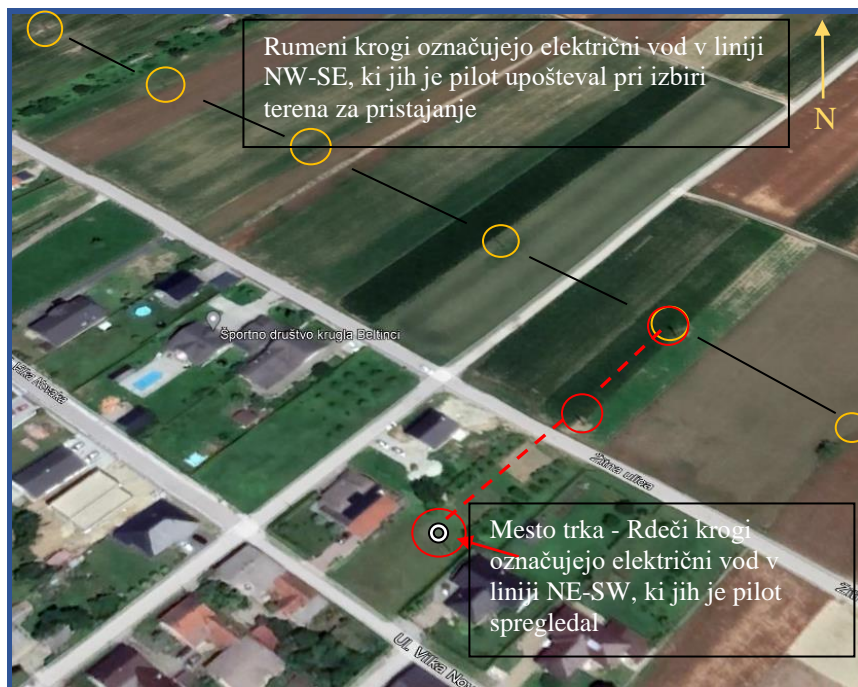 Rumeni krogi označujejo električni vod v liniji
NW-SE, ki jih je pilot upošteval pri izbiri
terena za pristajanje
N
Športno društvo krugla Beltinci
Žitna ulica
Mesto trka - Rdeči krogi
označujejo električni vod v
liniji NE-SW, ki jih je pilot
spregledal
Ul. Vilka Nov